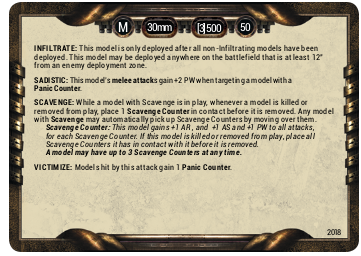 M 30mm 3|500 50
INFILTRATE: This model is only deployed after all non-Infiltrating models have been
deployed. This model may be deployed anywhere on the battlefield that is at least 12"
from an enemy deployment zone.
SADISTIC: This model's melee attacks gain +2 PW when targeting a model with a
Panic Counter.
SCAVENGE: While a model with Scavenge is in play, whenever a model is killed or
removed from play, place 1 Scavenge Counter in contact before it is removed. Any model
with Scavenge may automatically pick up Scavenge Counters by moving over them.
Scavenge Counter: This model gains +1 AR, and +1 AS and +1 PW to all attacks,
for each Scavenge Counter. If this model is killed or removed from play, place all
Scavenge Counters it has in contact with it before it is removed.
A model may have up to 3 Scavenge Counters at any time.
VICTIMIZE: Models hit by this attack gain 1 Panic Counter.
2018